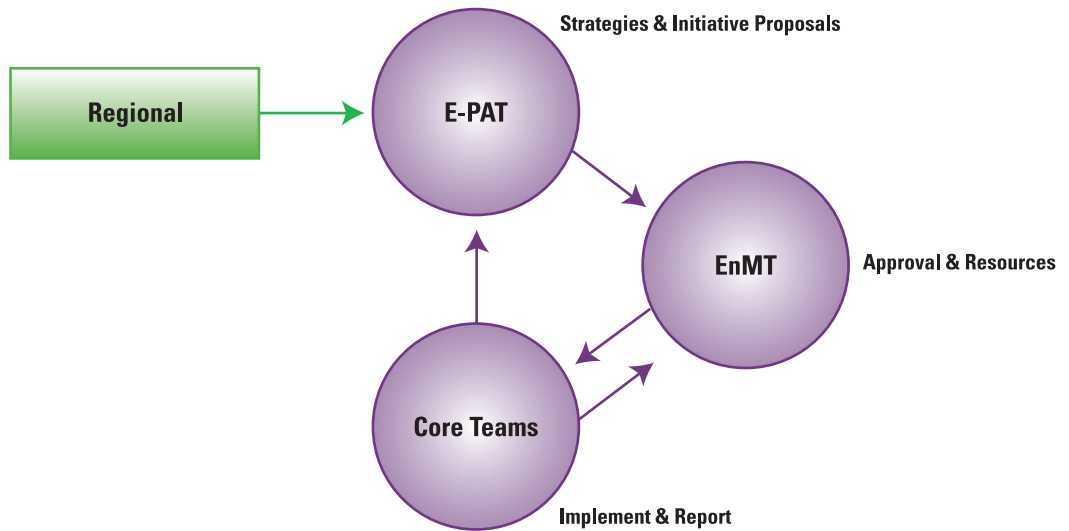 Strategies & Initiative Proposals
Regional
E-PAT
EnMT
Approval & Resources
Core Teams
Implement & Report